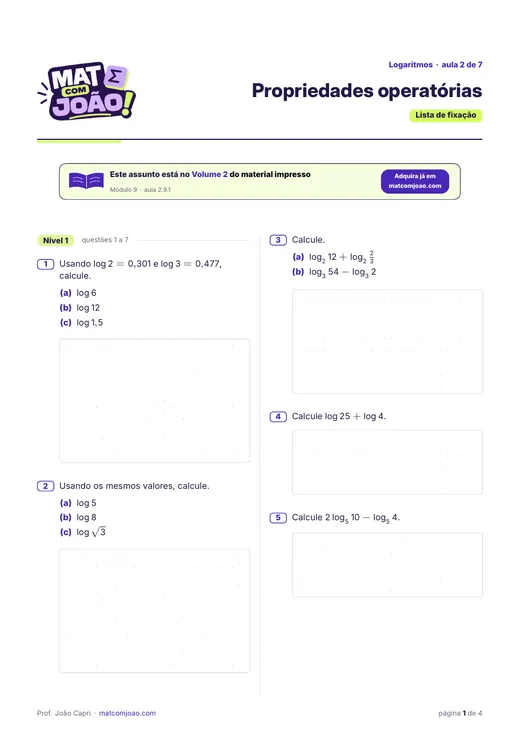 MAT Σ
COM
JOÃO!
Logaritmos · aula 2 de 7
Propriedades operatórias
Lista de fixação
Este assunto está no Volume 2 do material impresso
Módulo 9 · aula 2.9.1
Adquira já em
matcomjoao.com
Nível 1 questões 1 a 7
1 Usando log 2 = 0,301 e log 3 = 0,477,
calcule.
(a) log 6
(b) log 12
(c) log 1,5
2 Usando os mesmos valores, calcule.
(a) log 5
(b) log 8
(c) log √3
3 Calcule.
(a) log₂ 12 + log₂ 2/3
(b) log₃ 54 − log₃ 2
4 Calcule log 25 + log 4.
5 Calcule 2 log₅ 10 − log₅ 4.
Prof. João Capri · matcomjoao.com
página 1 de 4